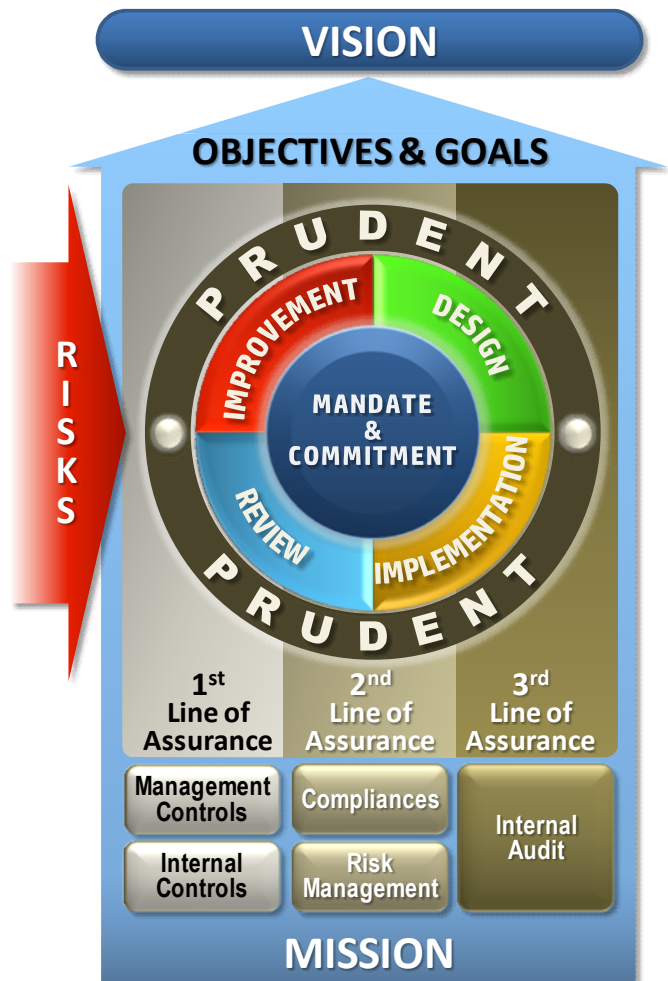 VISION
OBJECTIVES & GOALS
RISKS
PRUDENT
IMPROVEMENT
DESIGN
MANDATE
&
COMMITMENT
REVIEW
IMPLEMENTATION
PRUDENT
1st
Line of
Assurance
2nd
Line of
Assurance
3rd
Line of
Assurance
Management
Controls
Compliances
Internal
Audit
Internal
Controls
Risk
Management
MISSION